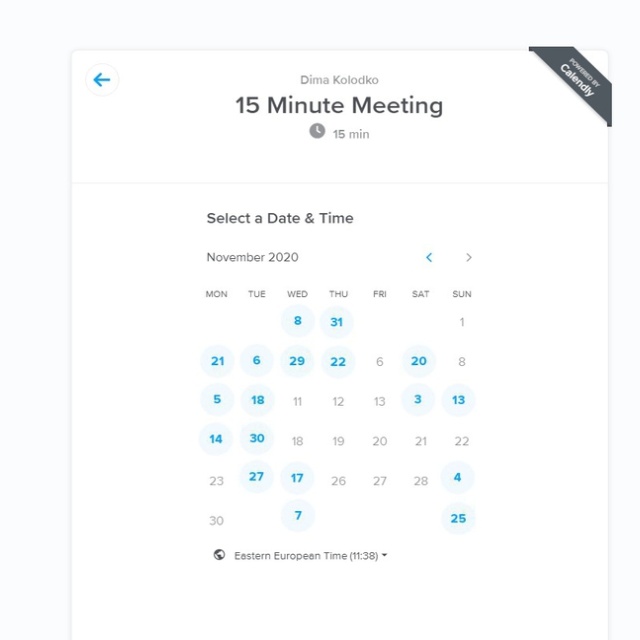 POWERED BY
Calendly
Dima Kolodko
15 Minute Meeting
15 min
Select a Date & Time
November 2020
MON TUE WED THU FRI SAT SUN
8 31 1
21 6 29 22 6 20 8
5 18 11 12 13 3 13
14 30 18 19 20 21 22
23 27 17 26 27 28 4
30 7 25
Eastern European Time (11:38)